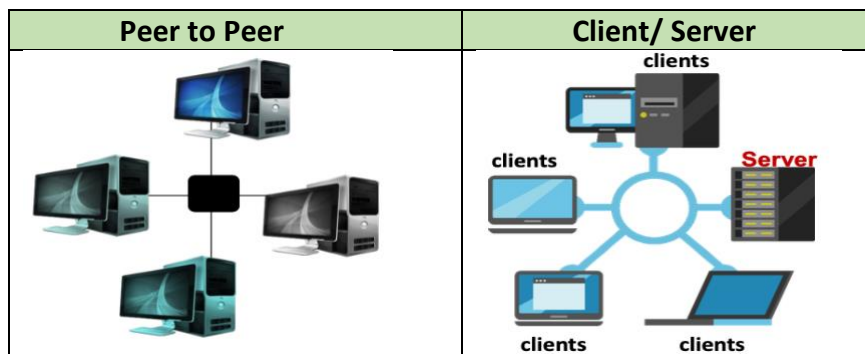 Peer to Peer
Client/ Server
clients
clients
Server
clients
clients